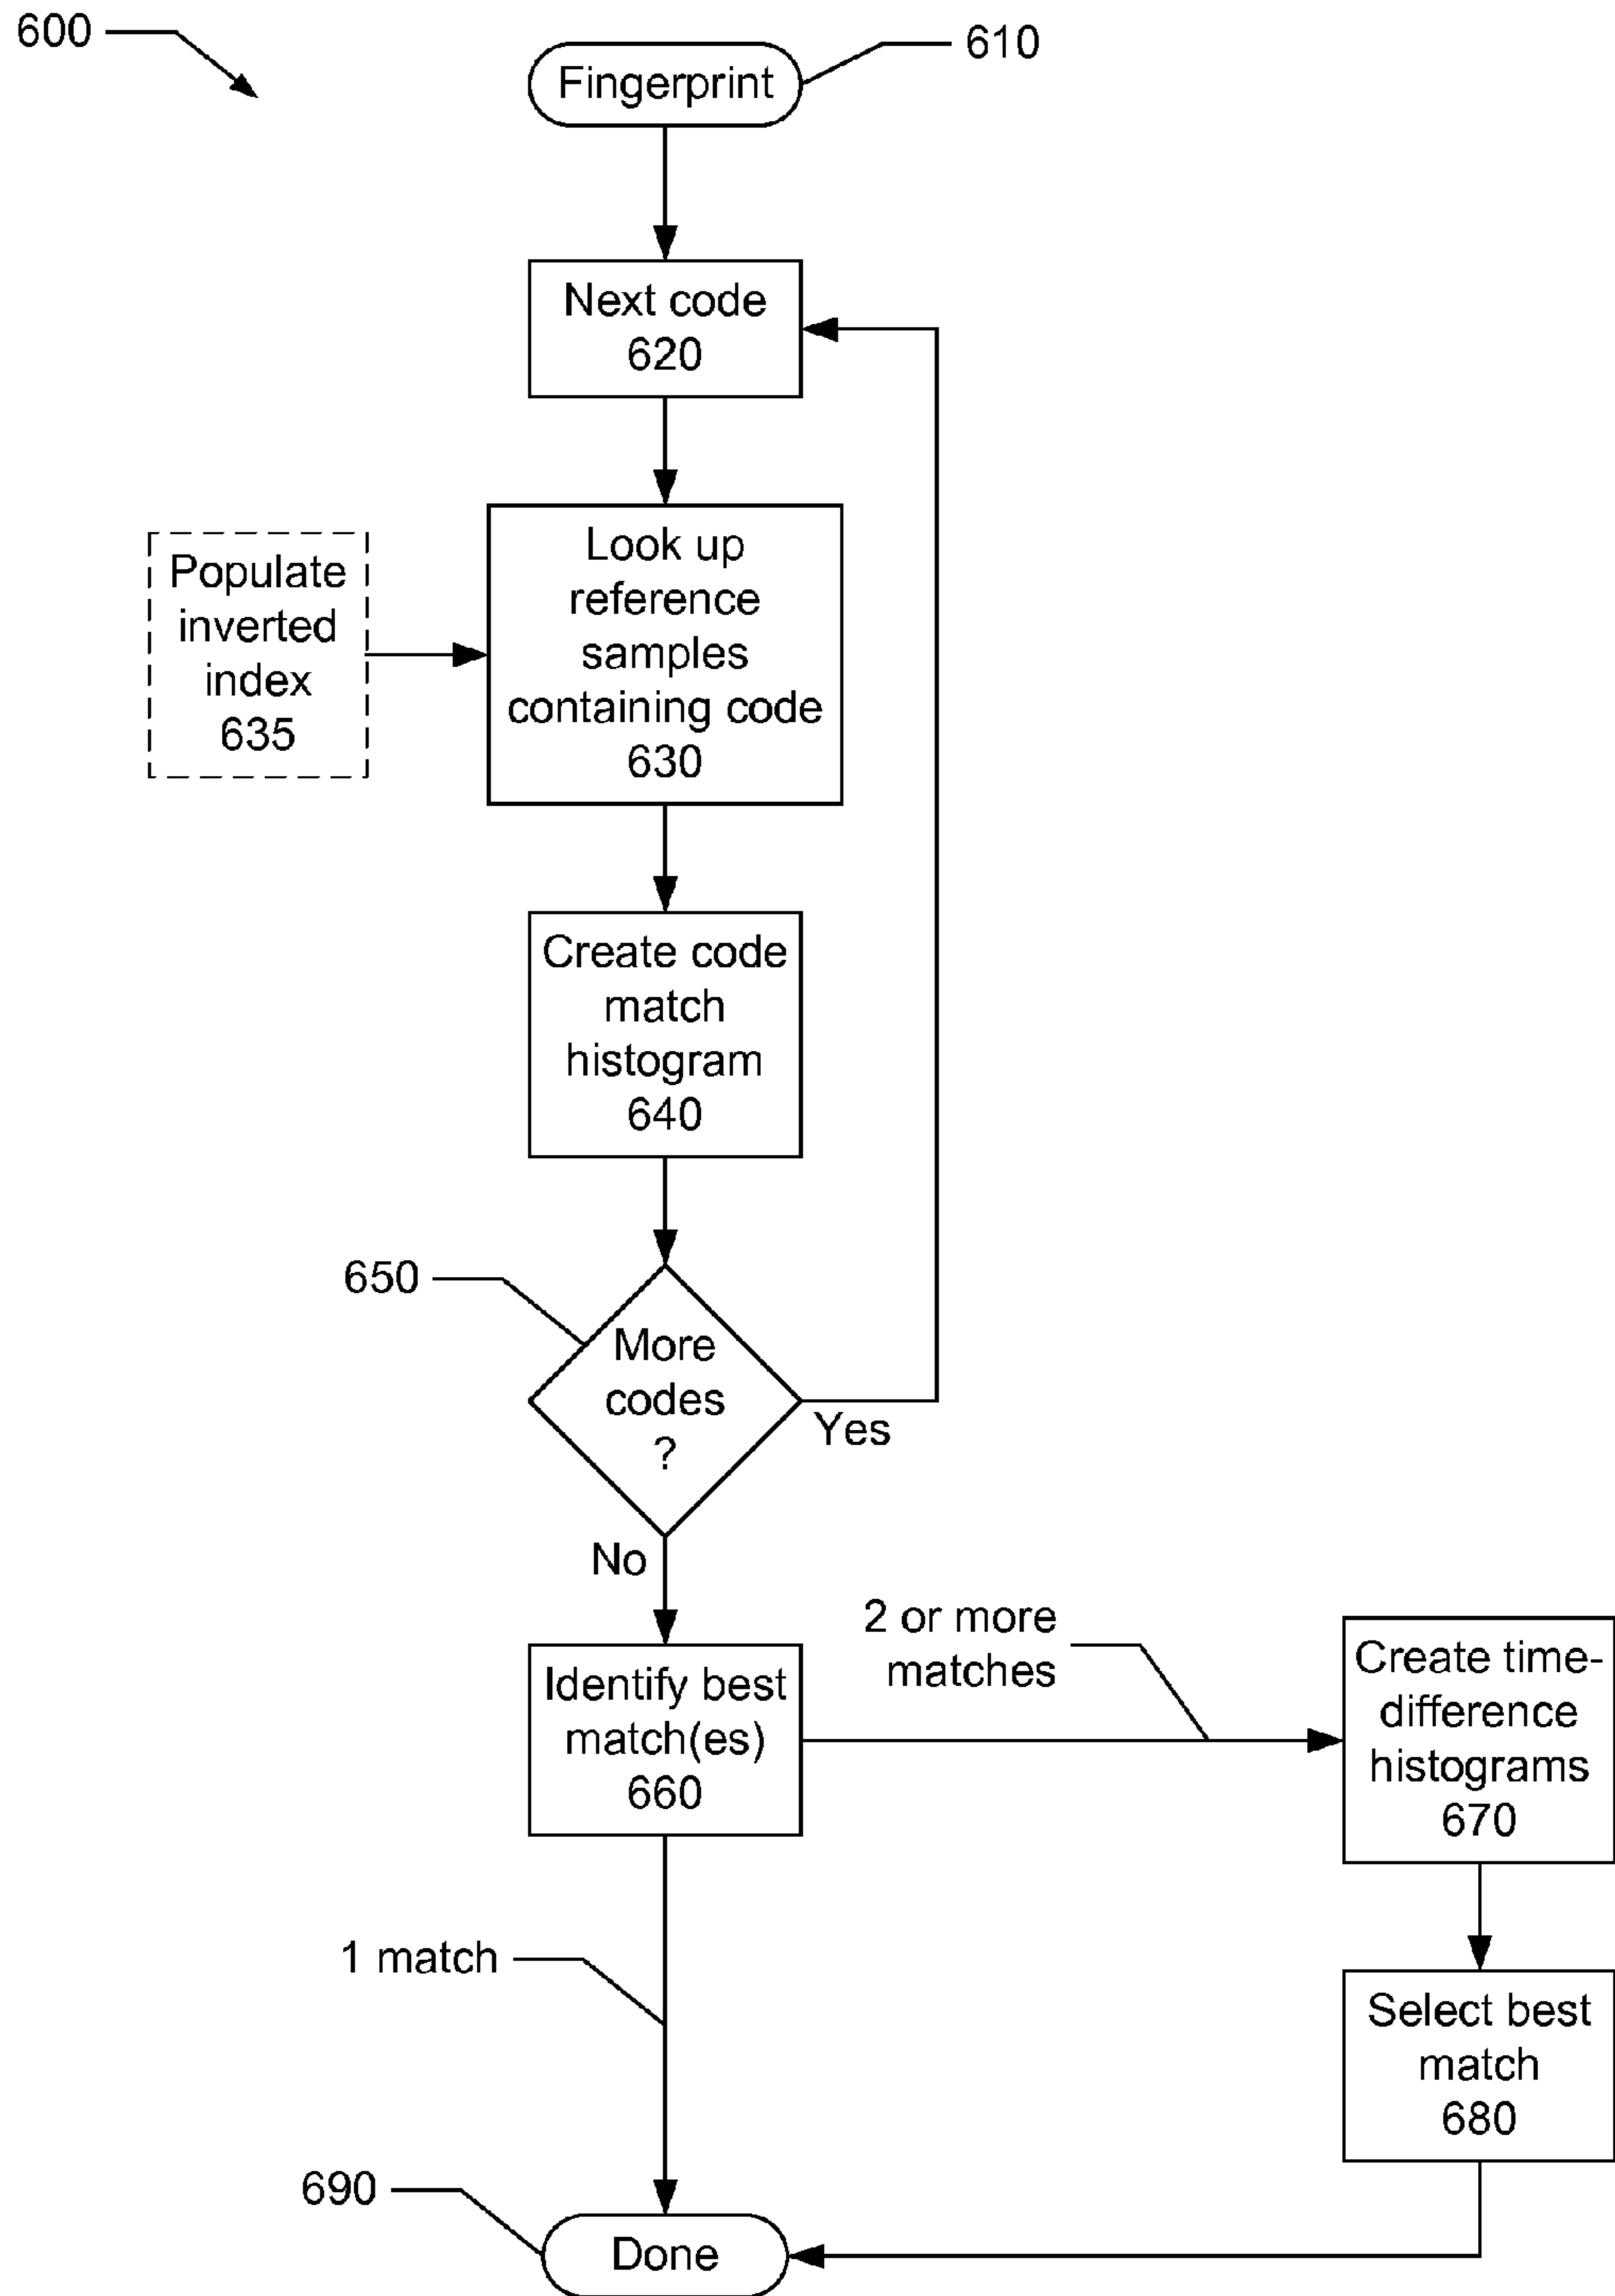 600
Fingerprint
610
Next code
620
Populate
inverted
index
635
Look up
reference
samples
containing code
630
Create code
match
histogram
640
650
More
codes
?
Yes
No
Identify best
match(es)
660
2 or more
matches
Create time-
difference
histograms
670
1 match
Select best
match
680
690
Done